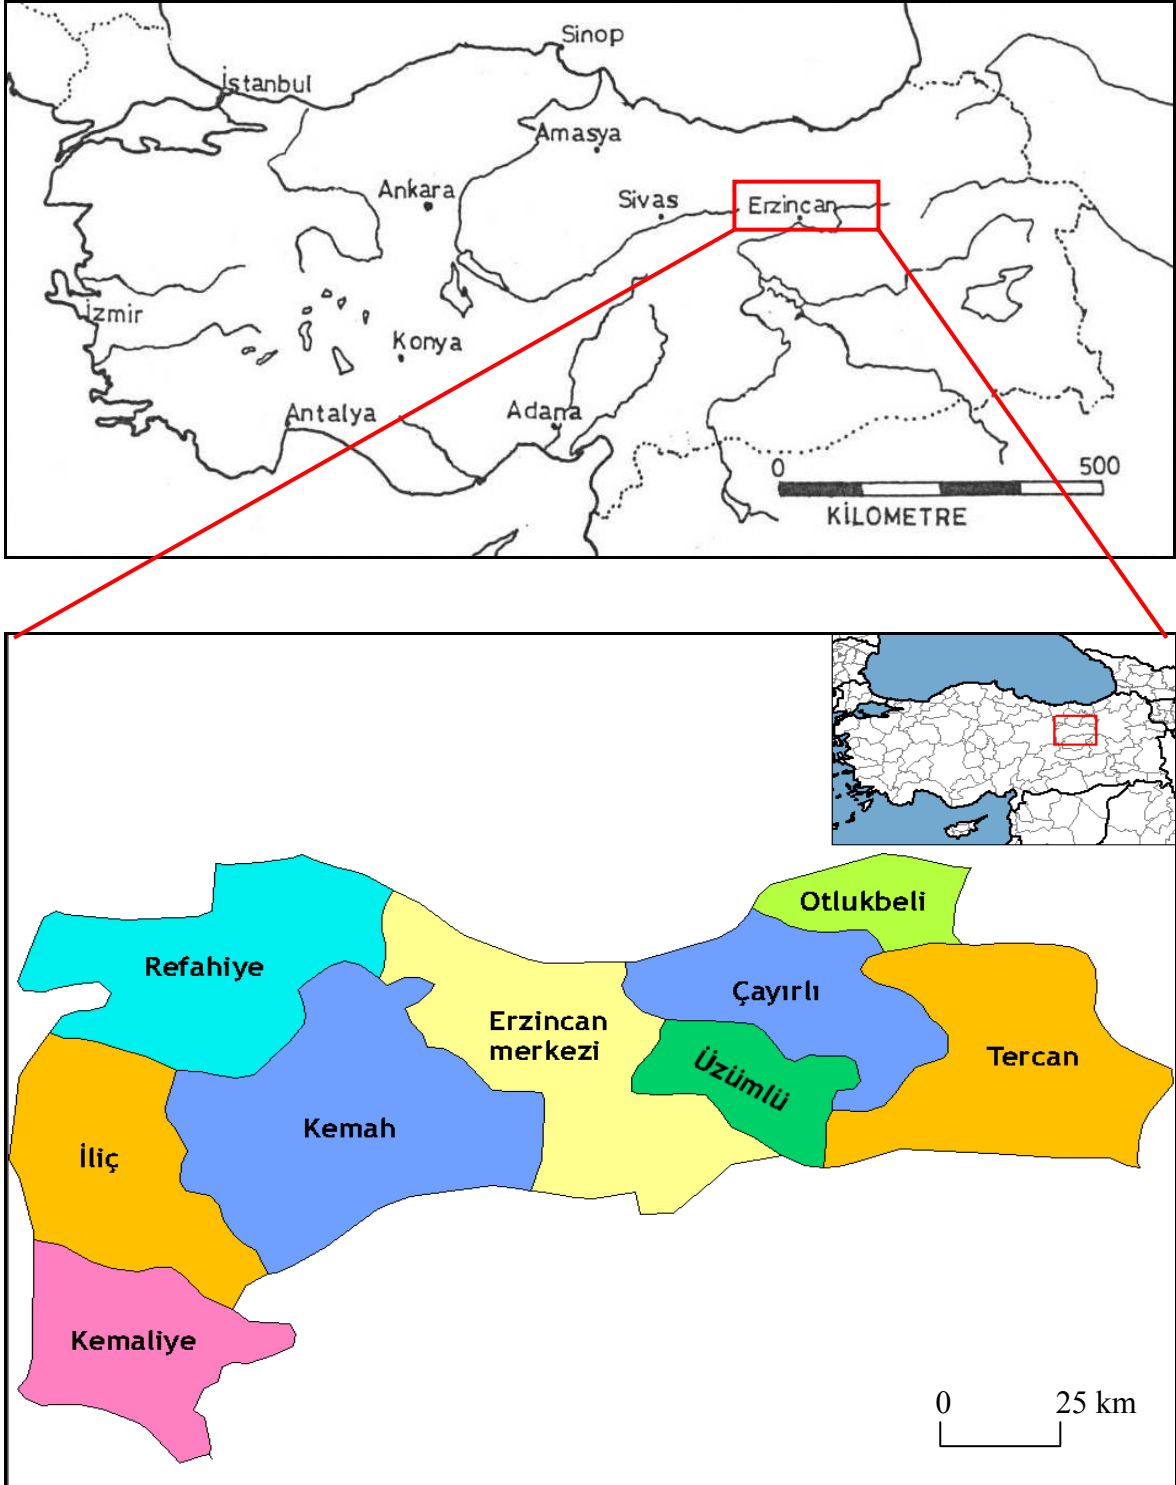 Sinop
İstanbul
Amasya
Ankara
Sivas
Erzincan
İzmir
Konya
Antalya
Adana
0 500
KİLOMETRE
Otlukbeli
Refahiye
Çayırlı
Erzincan
merkezi
Tercan
Üzümlü
Kemah
İliç
Kemaliye
0 25 km